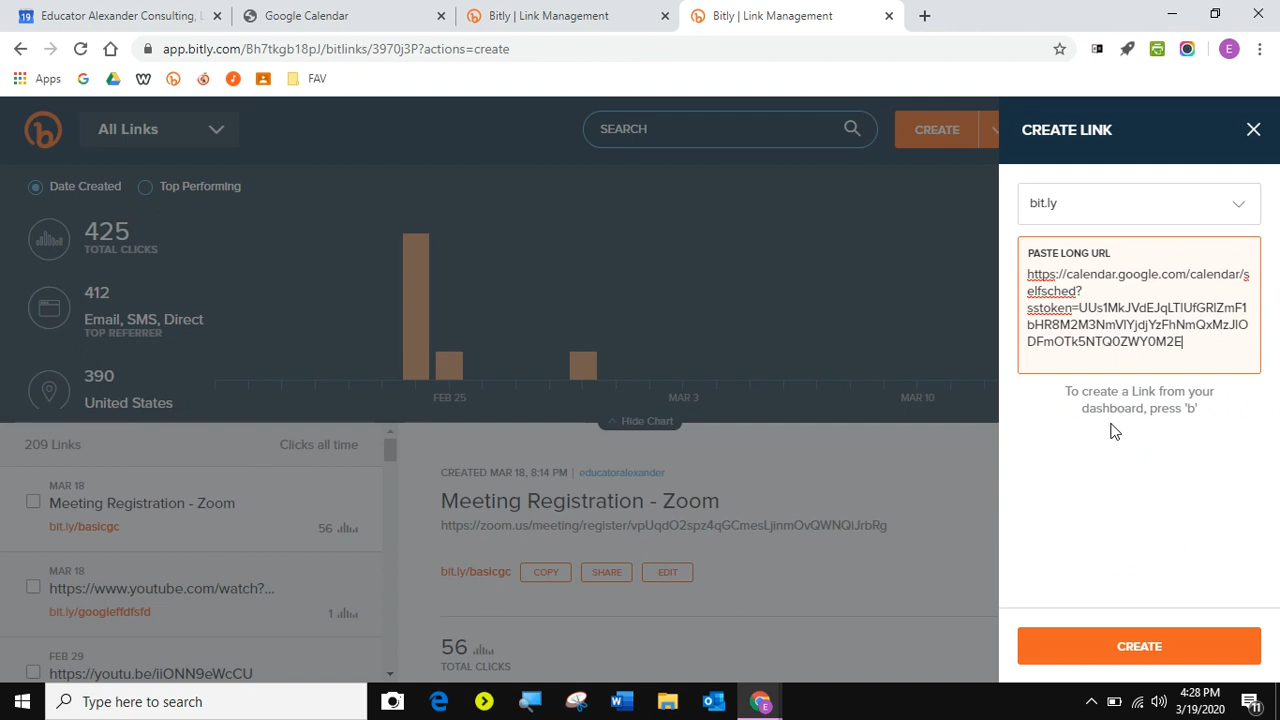 Educator Alexander Consulting, L
Google Calendar
Bitly | Link Management
Bitly | Link Management
app.bitly.com/Bh7tkgb18pJ/bitlinks/3970j3P?actions=create
E
Apps
FAV
All Links
SEARCH
CREATE
CREATE LINK
Date Created
Top Performing
bit.ly
425
TOTAL CLICKS
PASTE LONG URL
https://calendar.google.com/calendar/s
elfsched?
sstoken=UUs1MkJVdEJqLTlUfGRlZmF1
bHR8M2M3NmVlYjdjYzFhNmQxMzJlO
DFmOTk5NTQ0ZWY0M2E
412
Email, SMS, Direct
TOP REFERRER
390
United States
FEB 25
MAR 3
MAR 10
To create a Link from your
dashboard, press 'b'
Hide Chart
209 Links
Clicks all time
MAR 18
Meeting Registration - Zoom
bit.ly/basicgc
56
MAR 18
https://www.youtube.com/watch?...
bit.ly/googleffdfsfd
1
FEB 29
https://youtu.be/iiONN9eWcCU
CREATED MAR 18, 8:14 PM | educatoralexander
Meeting Registration - Zoom
https://zoom.us/meeting/register/vpUqdO2spz4qGCmesLjinmOvQWNQiJrbRg
bit.ly/basicgc
COPY
SHARE
EDIT
56
TOTAL CLICKS
CREATE
Type here to search
4:28 PM
3/19/2020
11